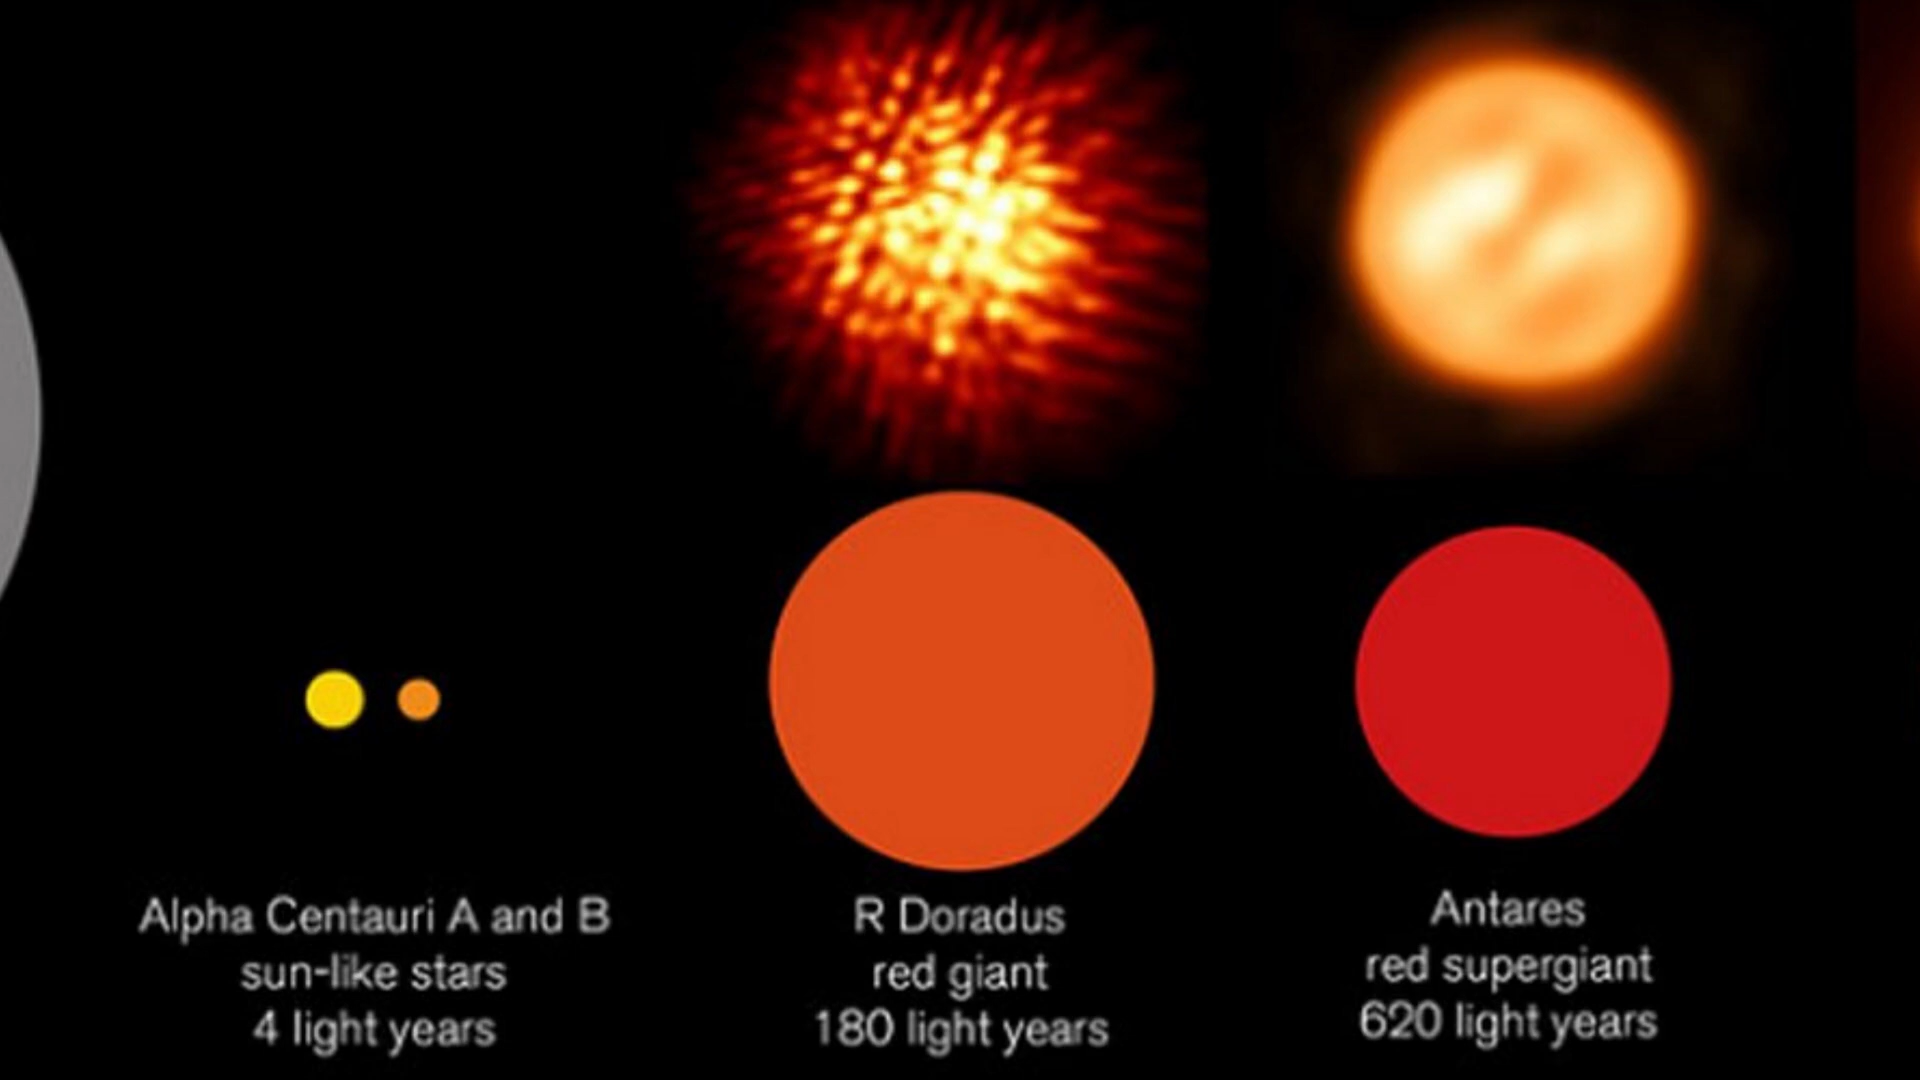 Alpha Centauri A and B
sun-like stars
4 light years
R Doradus
red giant
180 light years
Antares
red supergiant
620 light years